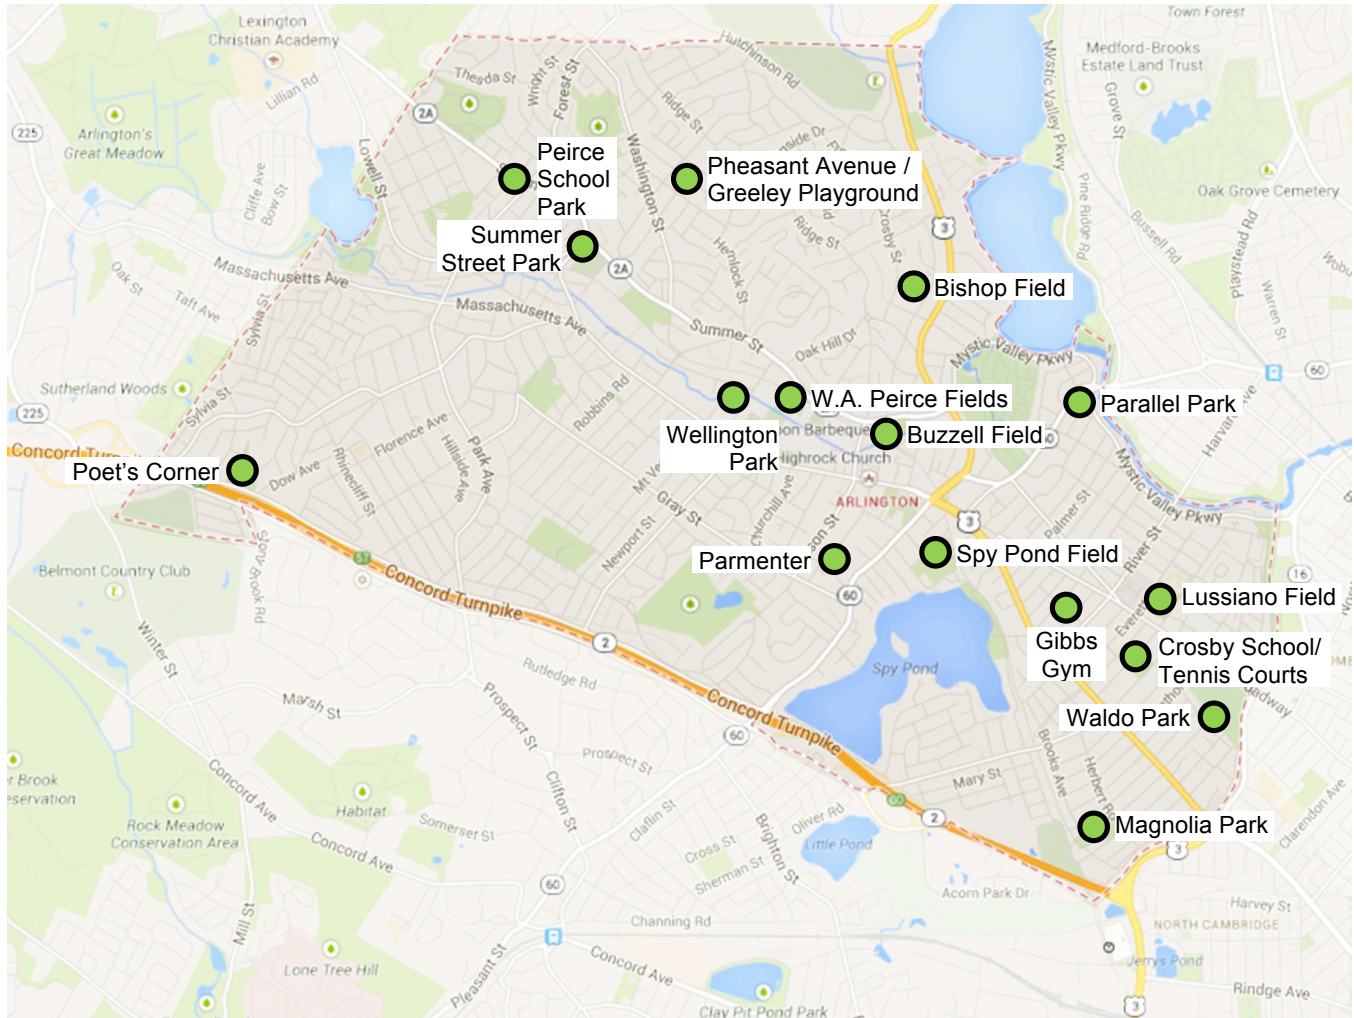 Lexington
Christian Academy
Town Forest
Hutchinson Rd
Mystic Valley Pkwy
Medford-Brooks
Estate Land Trust
Thesda St
Wright St
Forest St
Lillian Rd
2A
Grove St
225
Arlington's
Great Meadow
Ridge St
Peirce
School
Park
Pheasant Avenue /
Greeley Playground
Lowell St
Washington St
Cliffe Ave
Bow St
Pine Ridge Rd
Oak Grove Cemetery
Crosby St
Ridge St
3
Bussell Rd
Playstead Rd
Summer
Street Park
2A
Hemlock St
Massachusetts Ave
Oak St
Taft Ave
Bishop Field
Massachusetts Ave
Sylvia St
Warren St
Summer St
Oak Hill Dr
Mystic Valley Pkwy
60
Sutherland Woods
Robbins Rd
W.A. Peirce Fields
Parallel Park
225
Sylvia St
Florence Ave
Park Ave
Hillside Ave
Wellington
Park
Buzzell Field
60
Highrock Church
Concord
Poet's Corner
Dow Ave
Rhinecliff St
Mystic Valley Pkwy
ARLINGTON
Gray St
Churchill Ave
Palmer St
3
Newport St
River St
57
Parmenter
Spy Pond Field
Belmont Country Club
Concord Turnpike
Story Brook Rd
60
16
Lussiano Field
Winter St
2
Gibbs
Gym
Crosby School/
Tennis Courts
Rutledge Rd
Spy Pond
Marsh St
Prospect St
Concord Turnpike
Waldo Park
60
Prospect St
Brooks Ave
Mary St
Herbert Rd
Concord Ave
Clifton St
Habitat
Rock Meadow
Conservation Area
Somerset St
Claflin St
Brighton St
Oliver Rd
60
2
Magnolia Park
Clarendon Ave
Concord Ave
Little Pond
3
Cross St
Sherman St
60
Acorn Park Dr
Harvey St
Mill St
Channing Rd
NORTH CAMBRIDGE
Pleasant St
Lone Tree Hill
Concord Ave
Jerrys Pond
Rindge Ave
Clay Pit Pond Park
3